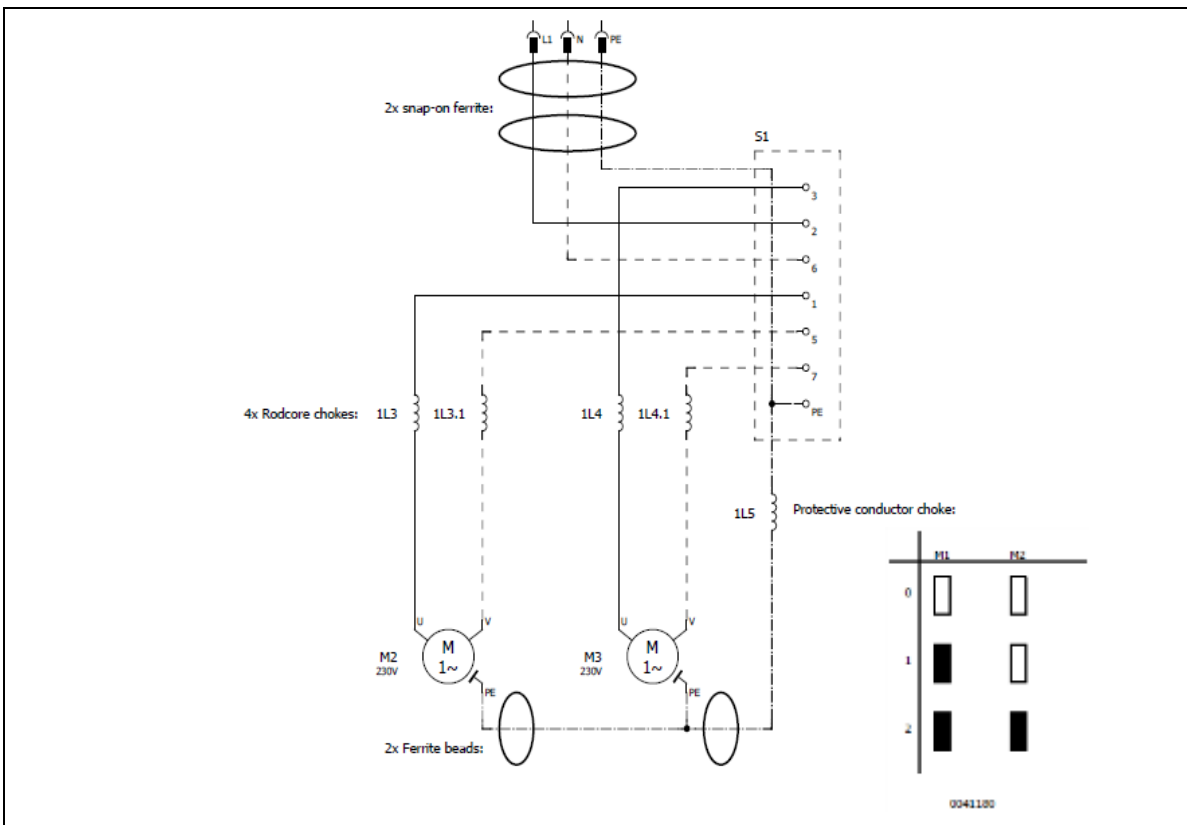 L1 N PE
2x snap-on ferrite:
S1
3
2
6
1
5
7
PE
4x Rodcore chokes: 1L3 1L3.1 1L4 1L4.1
1L5 Protective conductor choke:
M1 M2
0
1
2
U V U V
M2
230V
M
1~
PE
M3
230V
M
1~
PE
2x Ferrite beads:
0041180